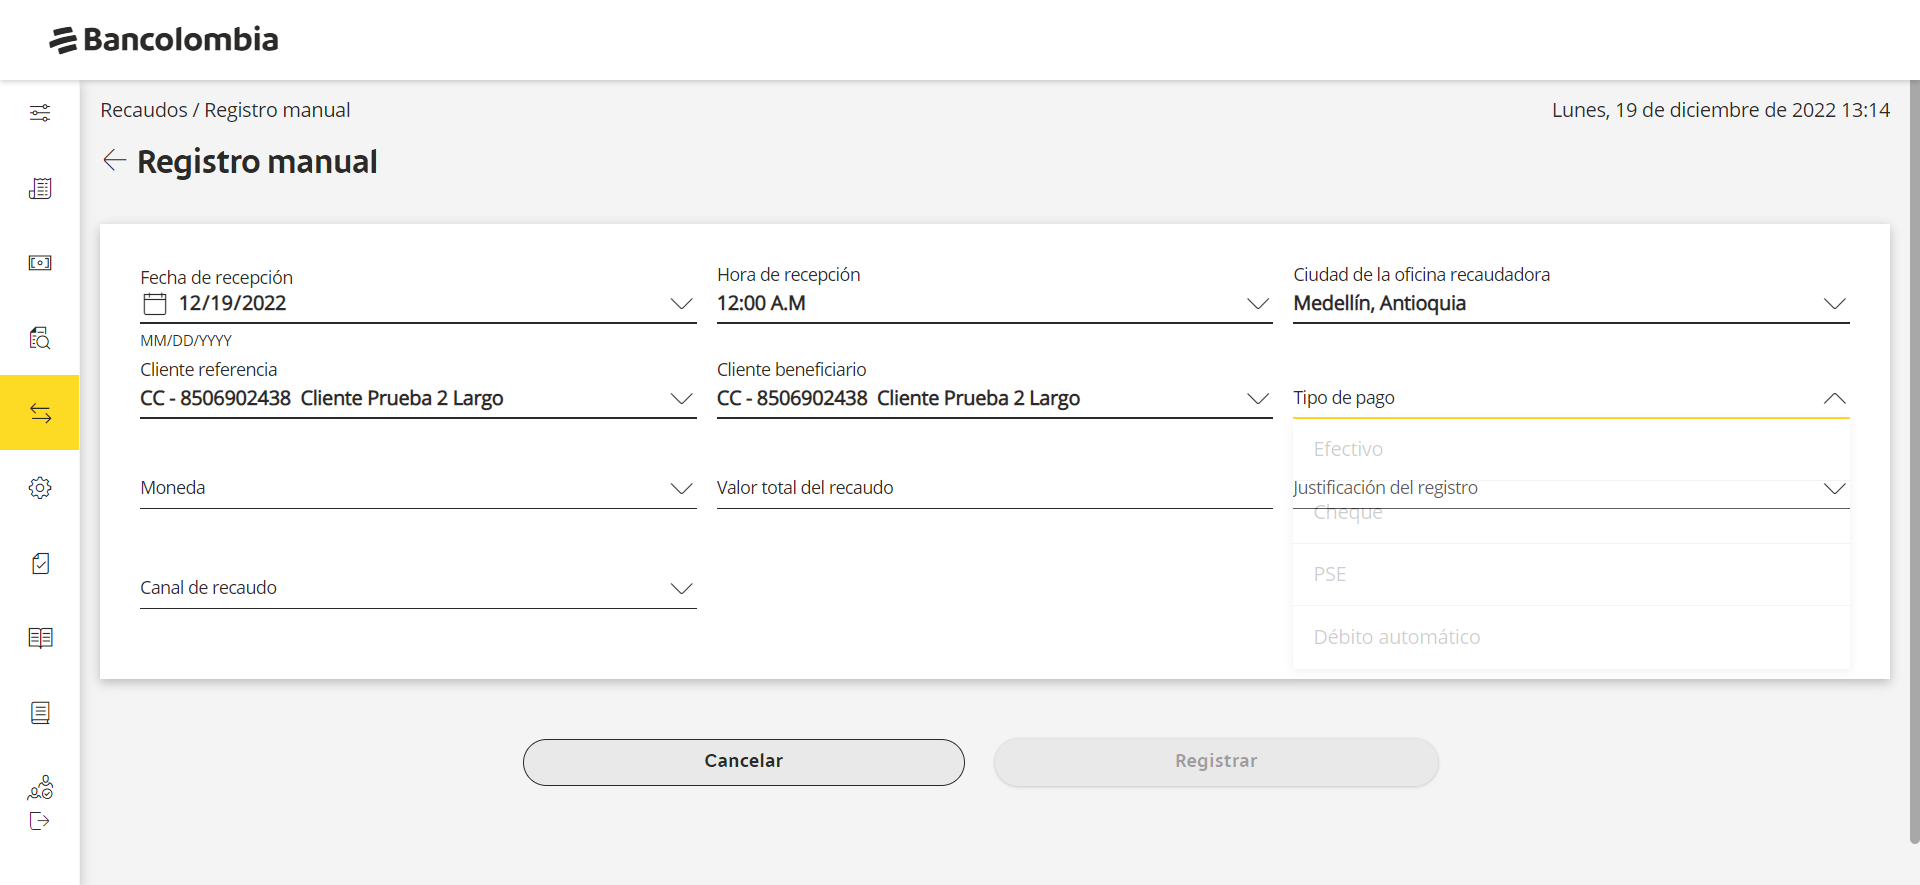 Bancolombia
Recaudos / Registro manual
Lunes, 19 de diciembre de 2022 13:14
Registro manual
Fecha de recepción
12/19/2022
MM/DD/YYYY
Hora de recepción
12:00 A.M
Ciudad de la oficina recaudadora
Medellín, Antioquia
Cliente referencia
CC - 8506902438 Cliente Prueba 2 Largo
Cliente beneficiario
CC - 8506902438 Cliente Prueba 2 Largo
Tipo de pago
Efectivo
Cheque
PSE
Débito automático
Moneda
Valor total del recaudo
Justificación del registro
Canal de recaudo
Cancelar
Registrar